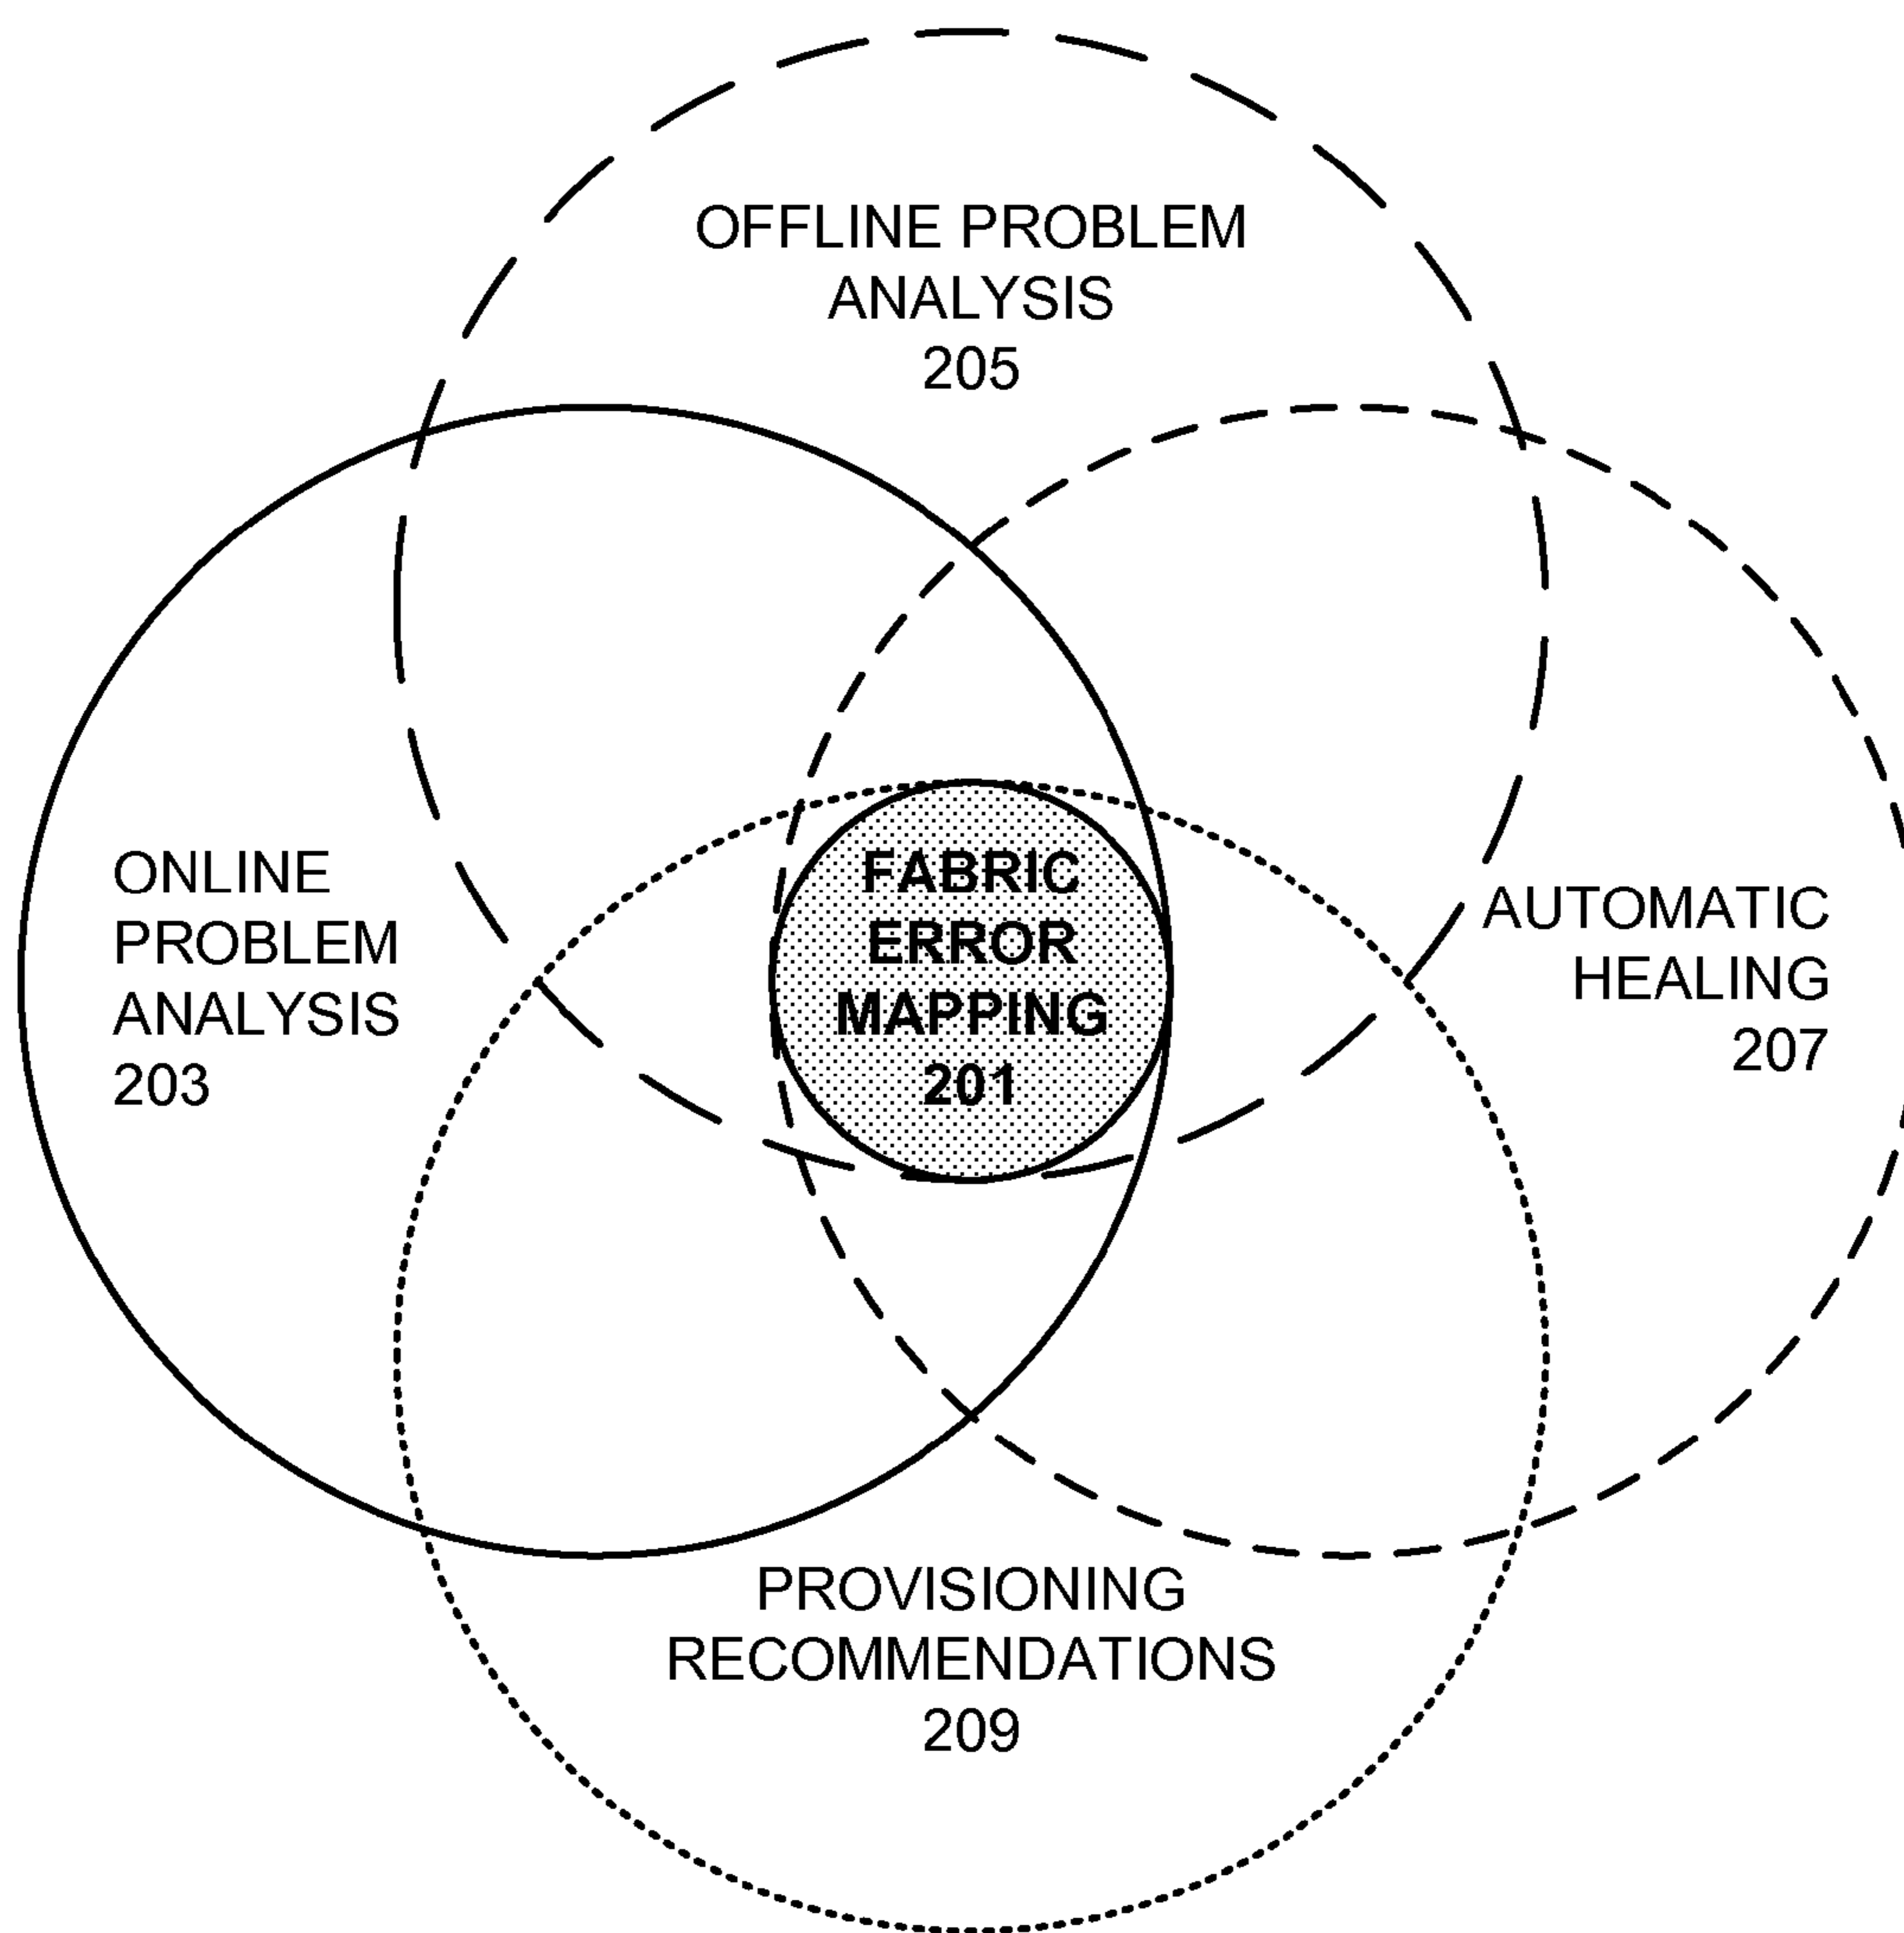 OFFLINE PROBLEM
ANALYSIS
205
ONLINE
PROBLEM
ANALYSIS
203
FABRIC
ERROR
MAPPING
201
AUTOMATIC
HEALING
207
PROVISIONING
RECOMMENDATIONS
209